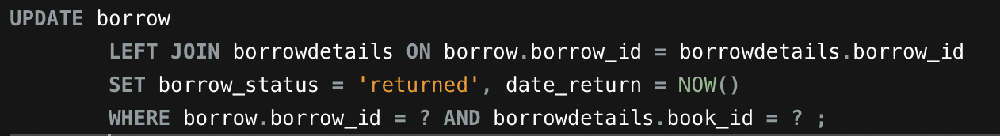 UPDATE borrow
LEFT JOIN borrowdetails ON borrow.borrow_id = borrowdetails.borrow_id
SET borrow_status = 'returned', date_return = NOW()
WHERE borrow.borrow_id = ? AND borrowdetails.book_id = ? ;